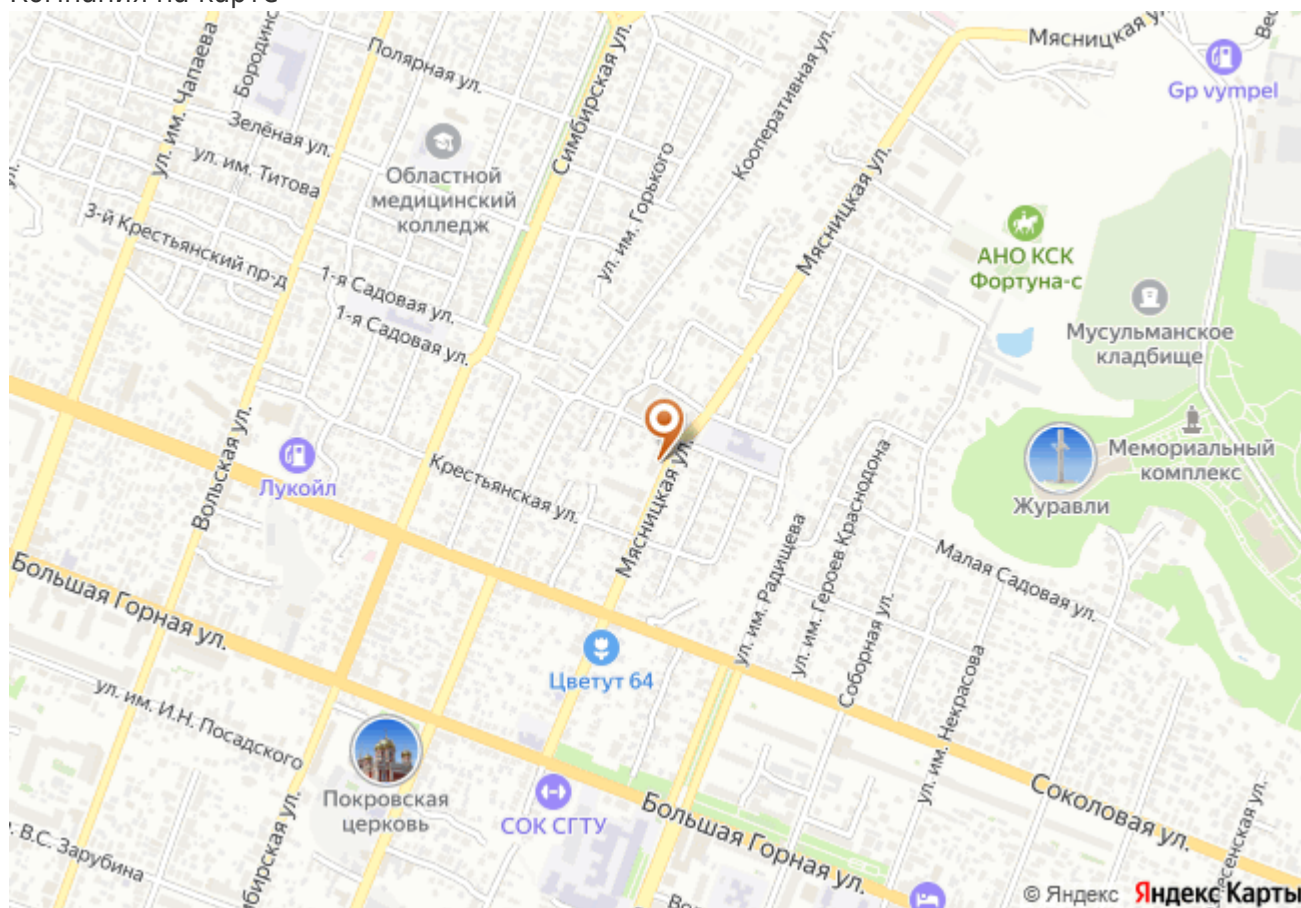 Компания на карте
Мясницкая ул.
Gp vympel
Полярная ул.
ул. им. Чапаева
Зелёная ул.
ул. им. Титова
Симбирская ул.
Кооперативная ул.
Областной
медицинский
колледж
ул. им. Горького
Мясницкая ул.
АНО КСК
Фортуна-с
Мусульманское
кладбище
3-й Крестьянский пр-д
1-я Садовая ул.
1-я Садовая ул.
Вольская ул.
Лукойл
Крестьянская ул.
Мясницкая ул.
Мемориальный
комплекс
Журавли
ул. им. Радищева
ул. им. Героев Краснодона
Малая Садовая ул.
Соборная ул.
ул. им. Некрасова
Большая Горная ул.
Цветут 64
ул. им. И.Н. Посадского
Покровская
церковь
СОК СГТУ
Большая Горная ул.
Соколовая ул.
В.С. Зарубина
© Яндекс Яндекс Карты